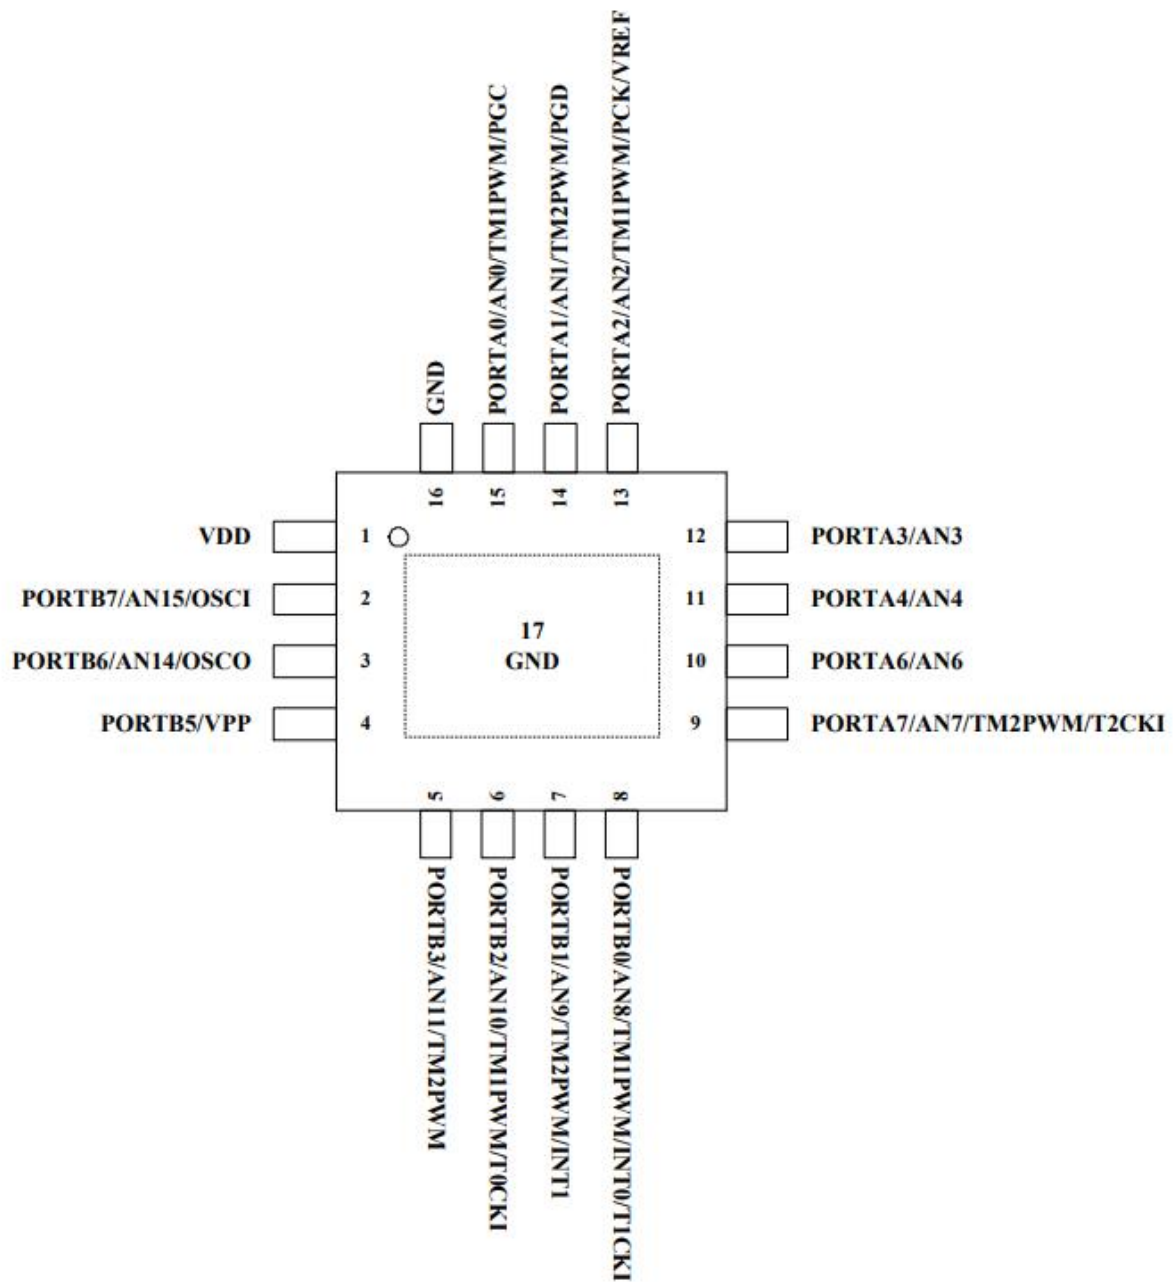 GND
PORTA0/AN0/TM1PWM/PGC
PORTA1/AN1/TM2PWM/PGD
PORTA2/AN2/TM1PWM/PCK/VREF
16
15
14
13
VDD
1
12
PORTA3/AN3
PORTB7/AN15/OSCI
2
11
PORTA4/AN4
17
GND
PORTB6/AN14/OSCO
3
10
PORTA6/AN6
PORTB5/VPP
4
9
PORTA7/AN7/TM2PWM/T2CKI
5
6
7
8
PORTB3/AN11/TM2PWM
PORTB2/AN10/TM1PWM/T0CKI
PORTB1/AN9/TM2PWM/INT1
PORTB0/AN8/TM1PWM/INT0/T1CKI